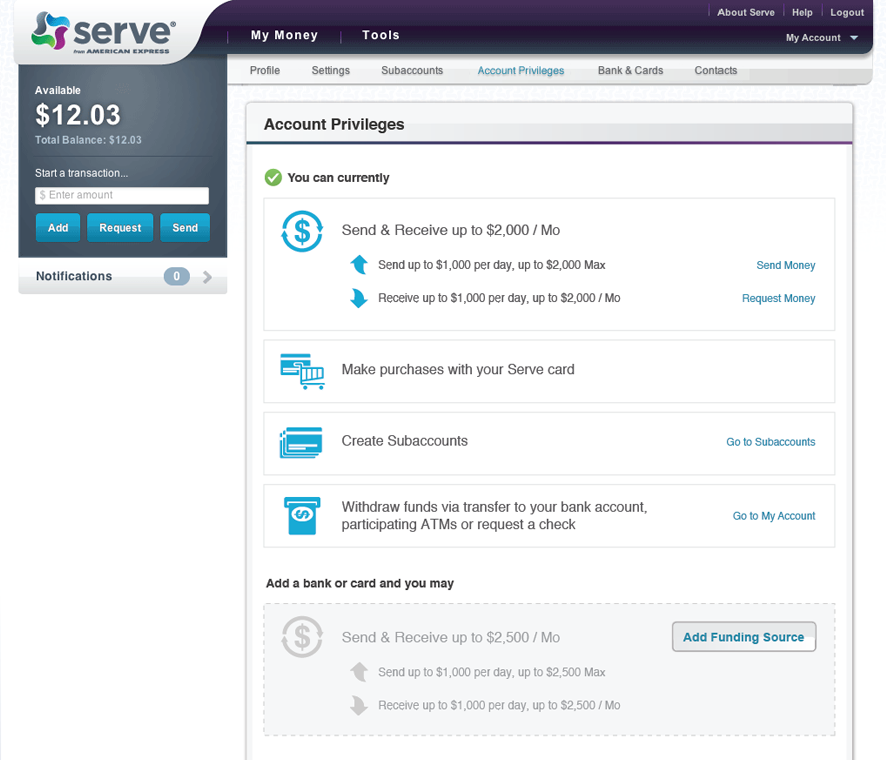 serve®
from AMERICAN EXPRESS
My Money
Tools
About Serve
Help
Logout
My Account
Profile
Settings
Subaccounts
Account Privileges
Bank & Cards
Contacts
Available
$12.03
Total Balance: $12.03
Start a transaction...
$ Enter amount
Add
Request
Send
Notifications
0
Account Privileges
You can currently
$
Send & Receive up to $2,000 / Mo
Send up to $1,000 per day, up to $2,000 Max
Send Money
Receive up to $1,000 per day, up to $2,000 / Mo
Request Money
Make purchases with your Serve card
Create Subaccounts
Go to Subaccounts
$
Withdraw funds via transfer to your bank account,
participating ATMs or request a check
Go to My Account
Add a bank or card and you may
$
Send & Receive up to $2,500 / Mo
Add Funding Source
Send up to $1,000 per day, up to $2,500 Max
Receive up to $1,000 per day, up to $2,500 / Mo